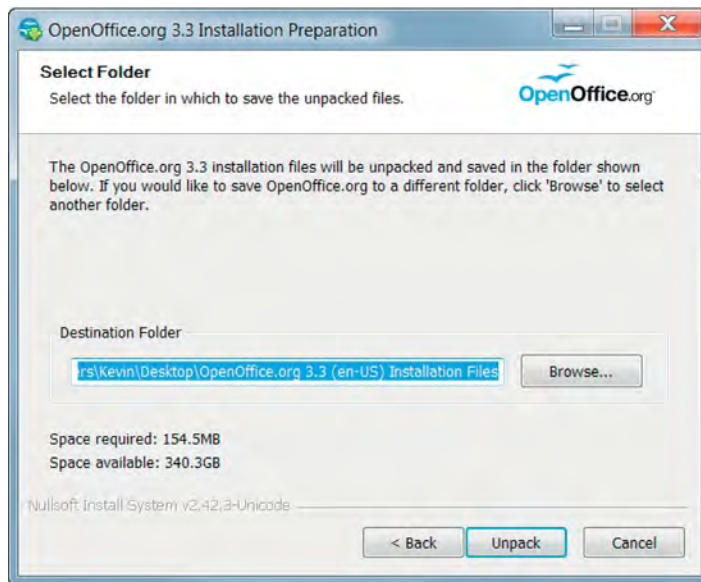 OpenOffice.org 3.3 Installation Preparation
Select Folder
Select the folder in which to save the unpacked files.
OpenOffice.org
The OpenOffice.org 3.3 installation files will be unpacked and saved in the folder shown
below. If you would like to save OpenOffice.org to a different folder, click 'Browse' to select
another folder.
Destination Folder
rs\Kevin\Desktop\OpenOffice.org 3.3 (en-US) Installation Files
Browse...
Space required: 154.5MB
Space available: 340.3GB
Nullsoft Install System v2.42.3-Unicode
< Back
Unpack
Cancel